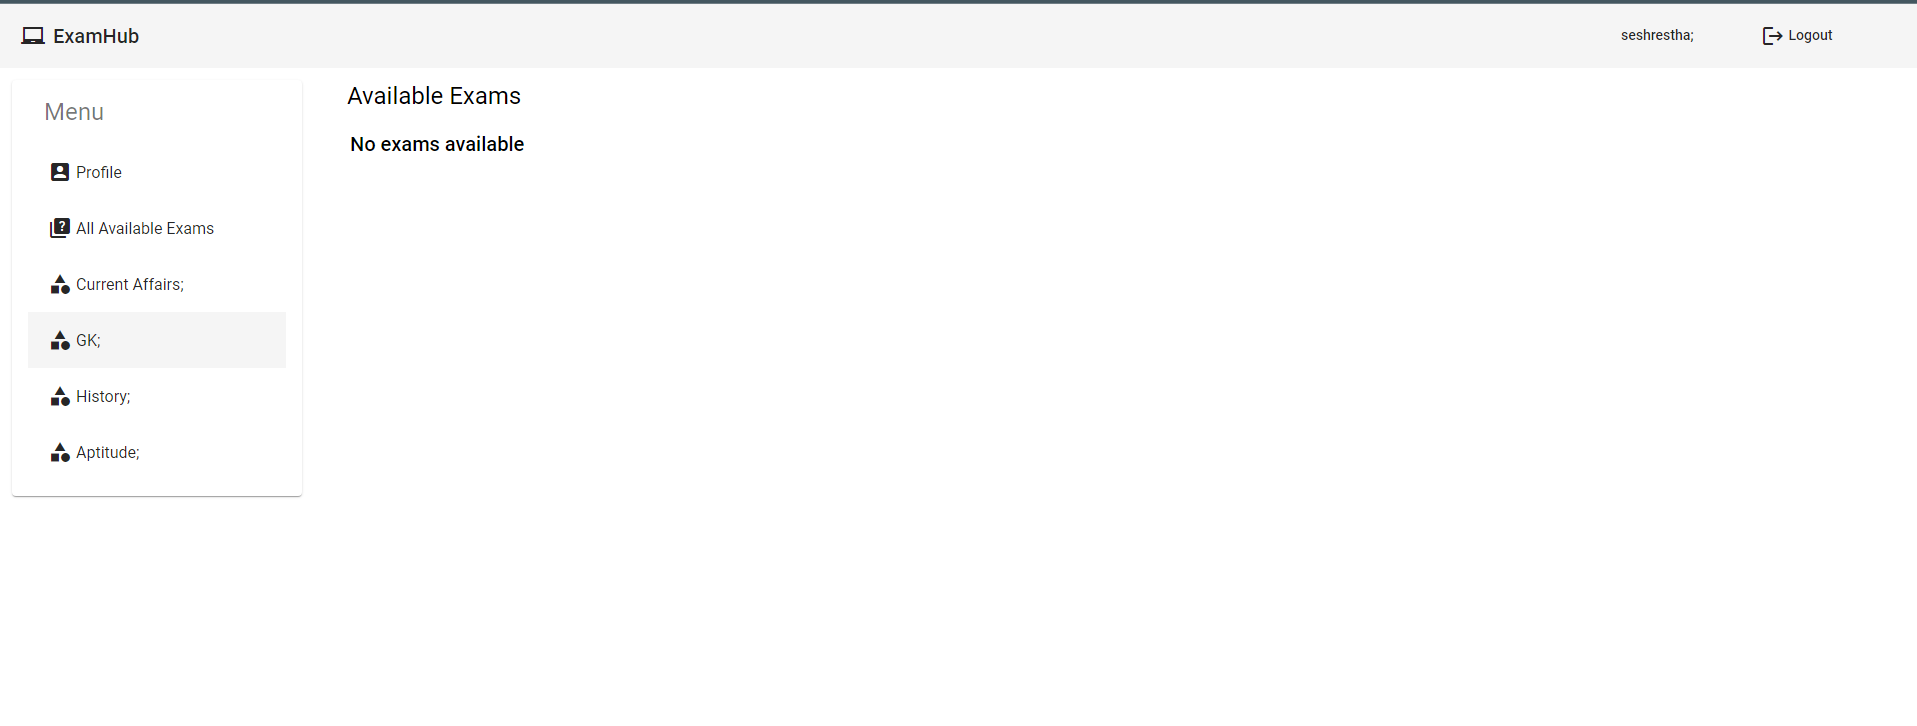 ExamHub
seshrestha;
Logout
Menu
Profile
All Available Exams
Current Affairs;
GK;
History;
Aptitude;
Available Exams
No exams available